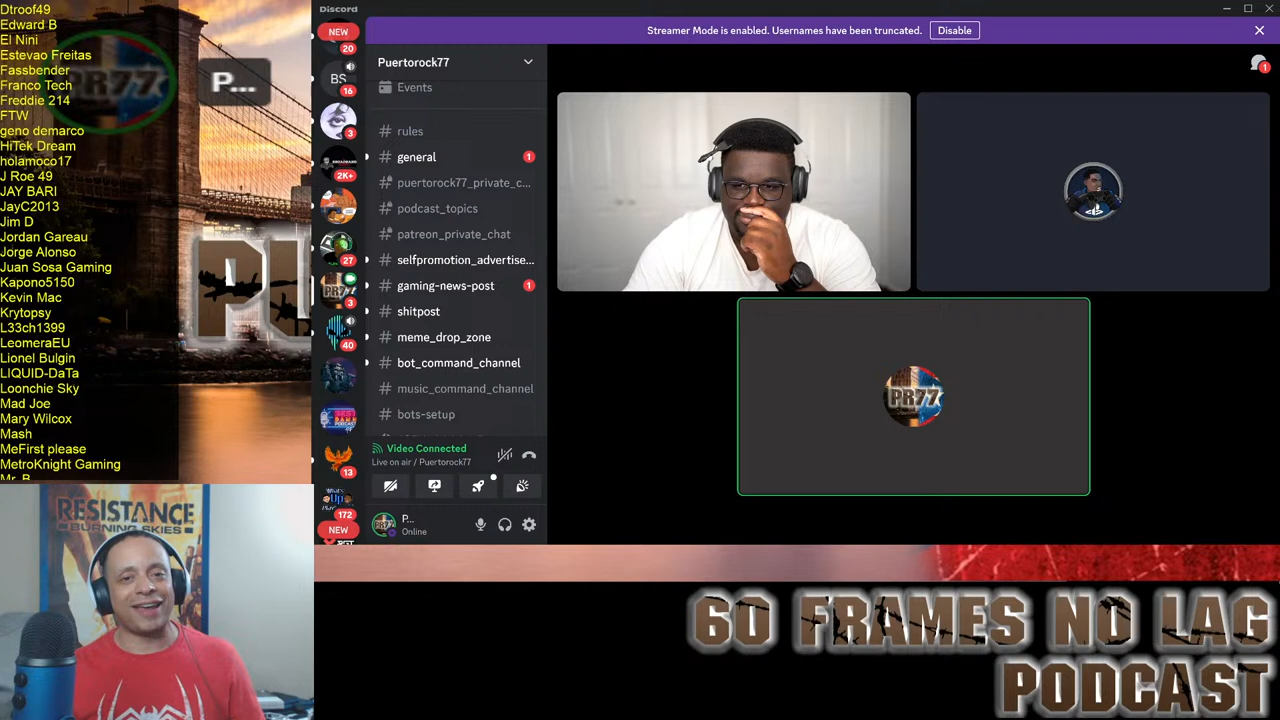 Dtroof49
Edward B
El Nini
Estevao Freitas
Fassbender
Franco Tech
Freddie 214
FTW
geno demarco
HiTek Dream
holamoco17
J Roe 49
JAY BARI
JayC2013
Jim D
Jordan Gareau
Jorge Alonso
Juan Sosa Gaming
Kapono5150
Kevin Mac
Krytopsy
L33ch1399
LeomeraEU
Lionel Bulgin
LIQUID-DaTa
Loonchie Sky
Mad Joe
Mary Wilcox
Mash
MeFirst please
MetroKnight Gaming
Mr. B
PR77
P...
RESISTANCE
BURNING SKIES
Discord
NEW
20
BS
16
3
2K+
27
3
40
13
172
NEW
Streamer Mode is enabled. Usernames have been truncated.
Disable
Puertorock77
Events
rules
general
1
puertorock77_private_c...
podcast_topics
patreon_private_chat
selfpromotion_advertise...
gaming-news-post
1
shitpost
meme_drop_zone
bot_command_channel
music_command_channel
bots-setup
Video Connected
Live on air / Puertorock77
P...
Online
1
PR77
60 FRAMES NO LAG
PODCAST